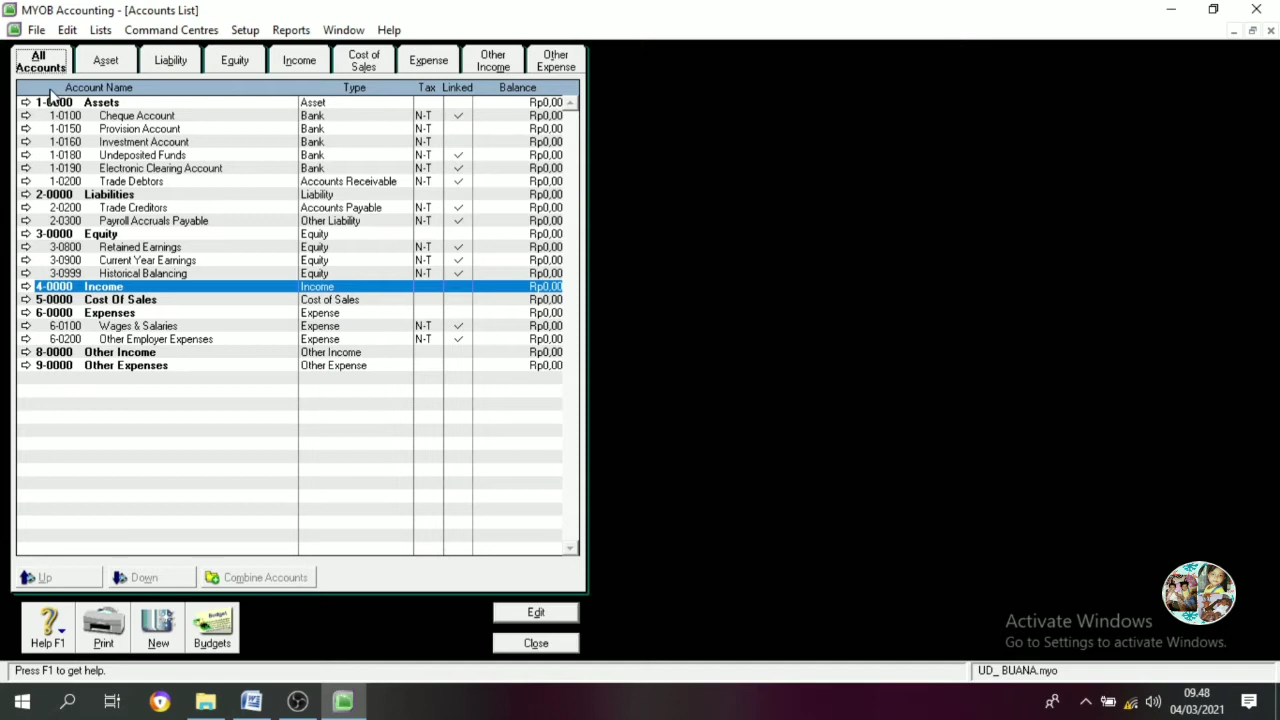 MYOB Accounting - [Accounts List]
File Edit Lists Command Centres Setup Reports Window Help
All Accounts Asset Liability Equity Income Cost of Sales Expense Other Income Other Expense
Account Name Type Tax Linked Balance
1-0000 Assets Asset Rp0,00
1-0100 Cheque Account Bank N-T ✓ Rp0,00
1-0150 Provision Account Bank N-T Rp0,00
1-0160 Investment Account Bank N-T Rp0,00
1-0180 Undeposited Funds Bank N-T ✓ Rp0,00
1-0190 Electronic Clearing Account Bank N-T ✓ Rp0,00
1-0200 Trade Debtors Accounts Receivable N-T ✓ Rp0,00
2-0000 Liabilities Liability Rp0,00
2-0200 Trade Creditors Accounts Payable N-T ✓ Rp0,00
2-0300 Payroll Accruals Payable Other Liability N-T ✓ Rp0,00
3-0000 Equity Equity Rp0,00
3-0800 Retained Earnings Equity N-T ✓ Rp0,00
3-0900 Current Year Earnings Equity N-T ✓ Rp0,00
3-0999 Historical Balancing Equity N-T ✓ Rp0,00
4-0000 Income Income Rp0,00
5-0000 Cost Of Sales Cost of Sales Rp0,00
6-0000 Expenses Expense Rp0,00
6-0100 Wages & Salaries Expense N-T ✓ Rp0,00
6-0200 Other Employer Expenses Expense N-T ✓ Rp0,00
8-0000 Other Income Other Income Rp0,00
9-0000 Other Expenses Other Expense Rp0,00
Up Down Combine Accounts
Help F1 Print New Budgets
Edit
Close
Activate Windows
Go to Settings to activate Windows.
Press F1 to get help. UD_ BUANA.myo
09.48
04/03/2021